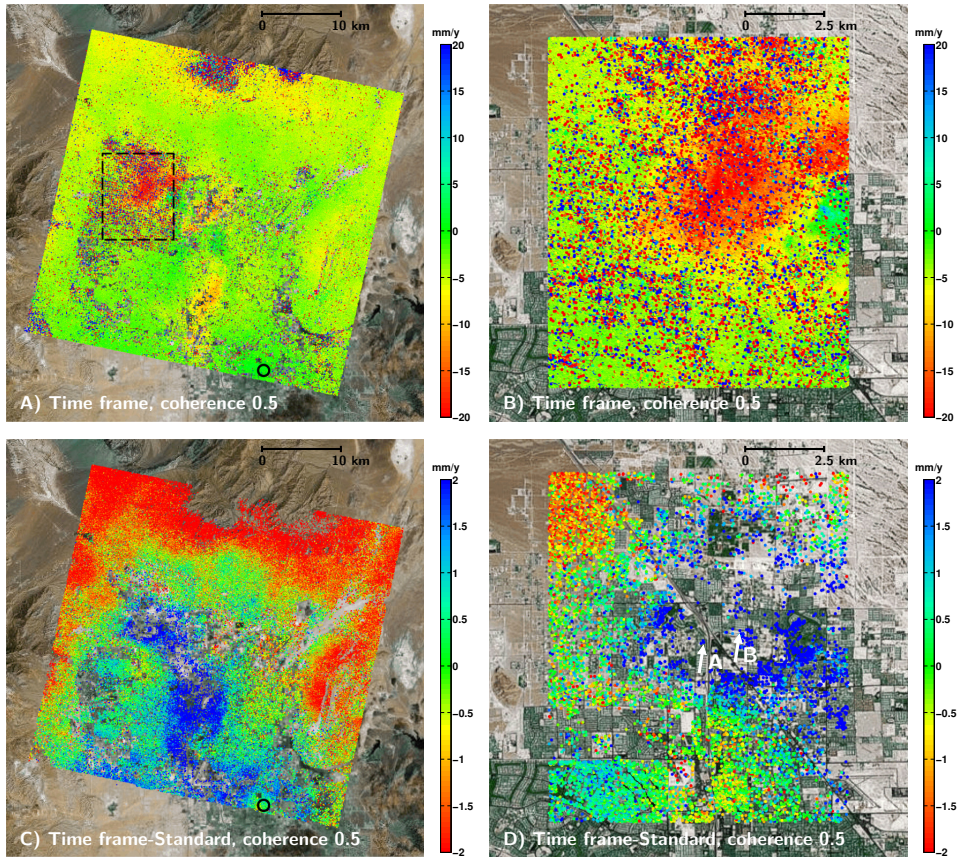 0 10 km
mm/y
20
15
10
5
0
−5
−10
−15
−20
A) Time frame, coherence 0.5
0 2.5 km
mm/y
20
15
10
5
0
−5
−10
−15
−20
B) Time frame, coherence 0.5
0 10 km
mm/y
2
1.5
1
0.5
0
−0.5
−1
−1.5
−2
C) Time frame-Standard, coherence 0.5
0 2.5 km
mm/y
2
1.5
1
0.5
0
−0.5
−1
−1.5
−2
A
B
D) Time frame-Standard, coherence 0.5